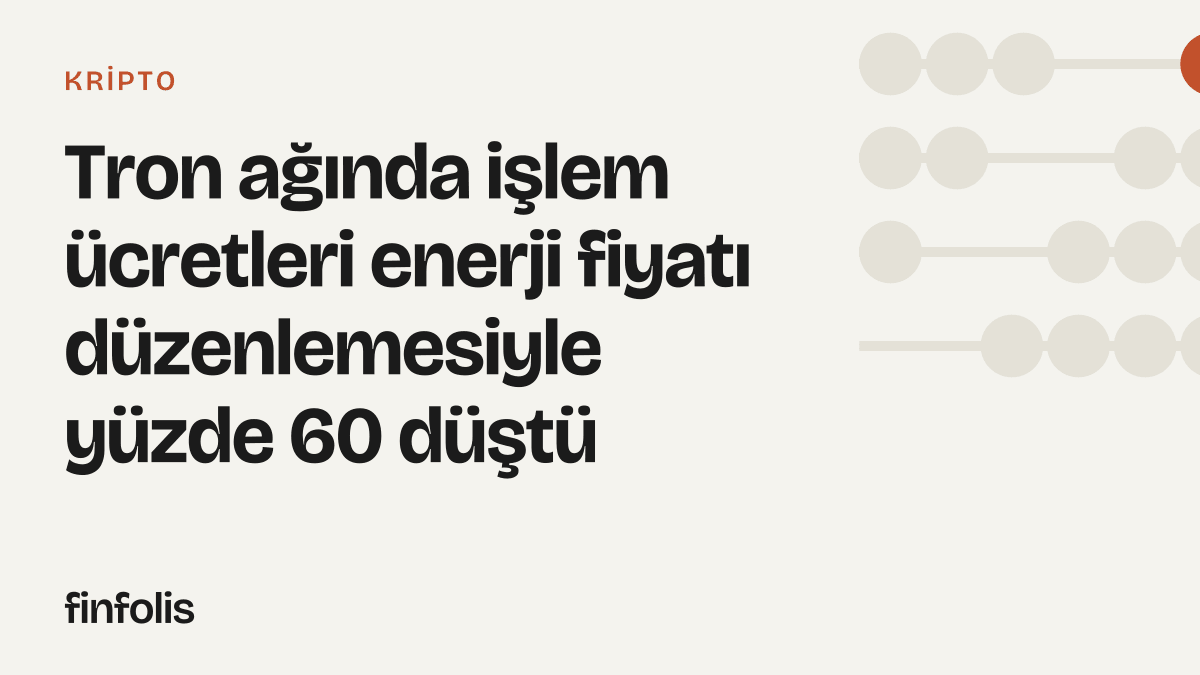 KRİPTO
Tron ağında işlem
ücretleri enerji fiyatı
düzenlemesiyle
yüzde 60 düştü
finfolis